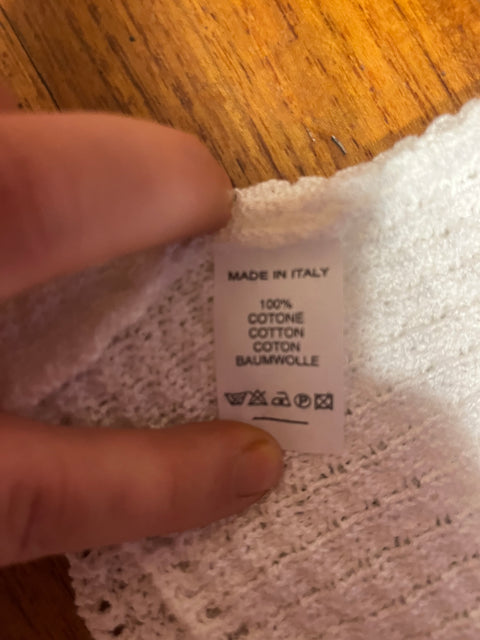 MADE IN ITALY
100%
COTONE
COTTON
COTON
BAUMWOLLE
P